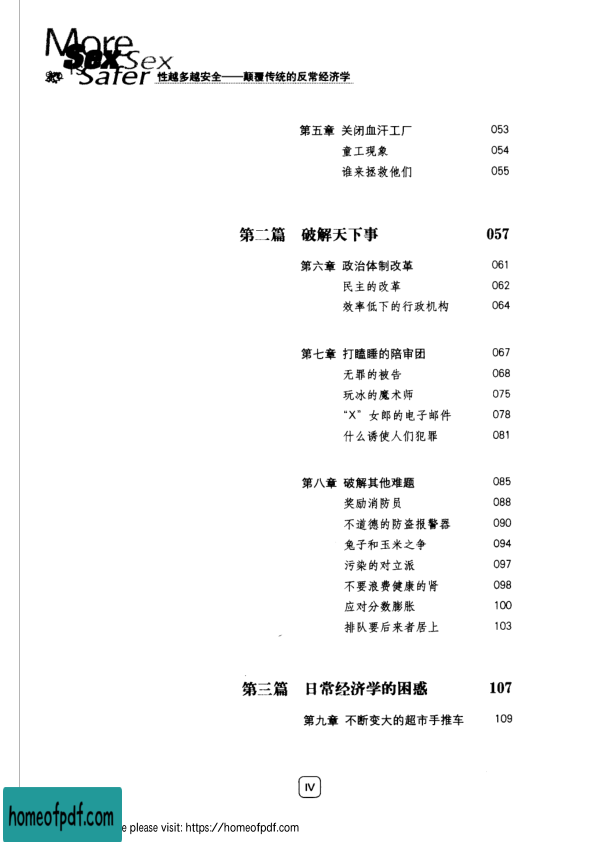 More Sex
Sex
is Safer 性越多越安全——颠覆传统的反常经济学
第五章 关闭血汗工厂 053
童工现象 054
谁来拯救他们 055
第二篇 破解天下事 057
第六章 政治体制改革 061
民主的改革 062
效率低下的行政机构 064
第七章 打瞌睡的陪审团 067
无罪的被告 068
玩冰的魔术师 075
“X”女郎的电子邮件 078
什么诱使人们犯罪 081
第八章 破解其他难题 085
奖励消防员 088
不道德的防盗报警器 090
兔子和玉米之争 094
污染的对立派 097
不要浪费健康的肾 098
应对分数膨胀 100
排队要后来者居上 103
第三篇 日常经济学的困惑 107
第九章 不断变大的超市手推车 109
IV
homeofpdf.com
e please visit: https://homeofpdf.com